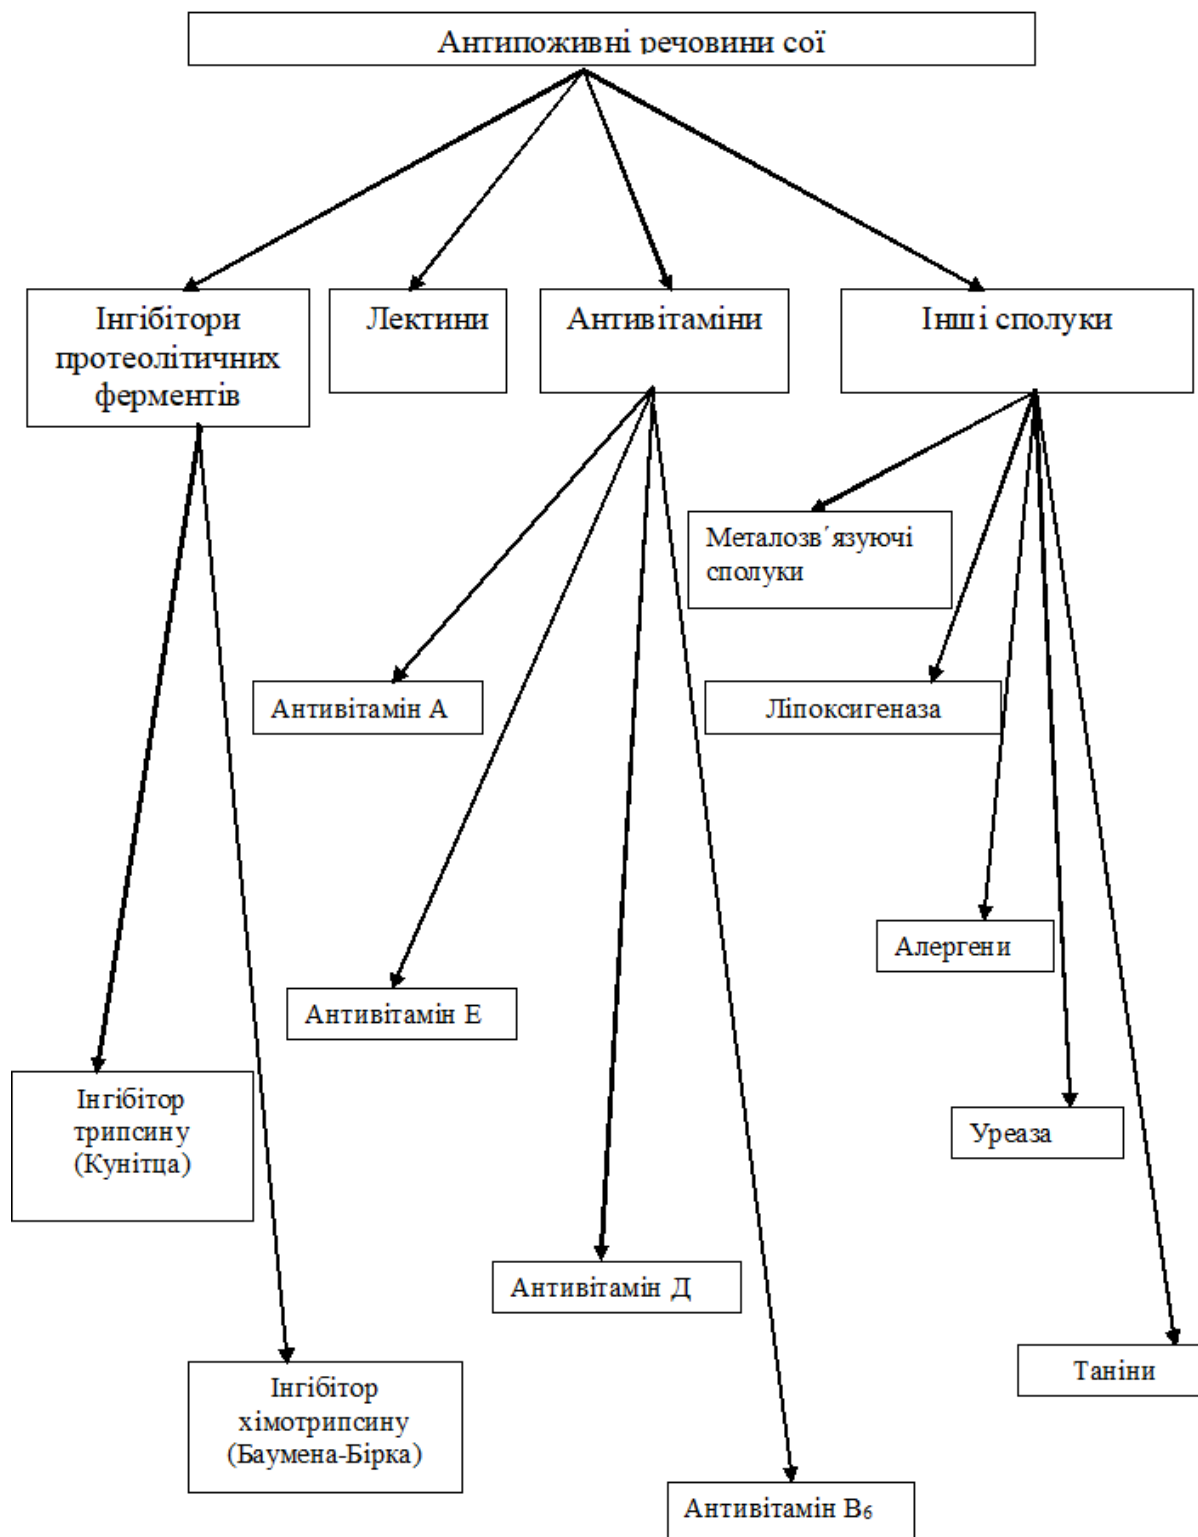 Антипоживні речовини сої
Інгібітори
протеолітичних
ферментів
Лектини
Антивітаміни
Інші сполуки
Металозв´язуючі
сполуки
Антивітамін А
Ліпоксигеназа
Алергени
Антивітамін Е
Інгібітор
трипсину
(Кунітца)
Уреаза
Антивітамін Д
Таніни
Інгібітор
хімотрипсину
(Баумена-Бірка)
Антивітамін В₆